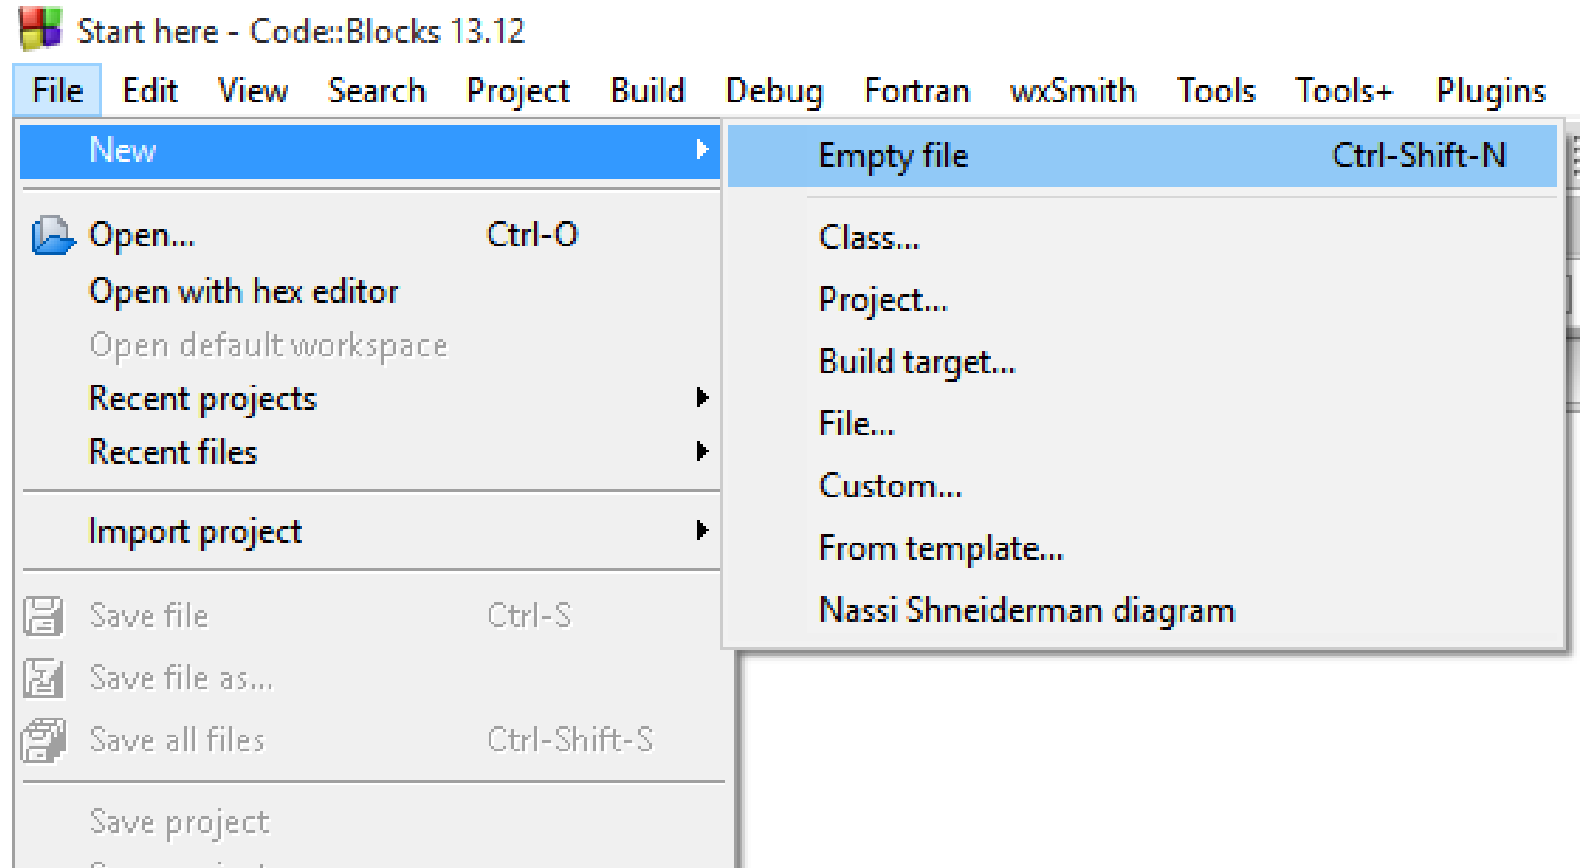 Start here - Code::Blocks 13.12
File Edit View Search Project Build Debug Fortran wxSmith Tools Tools+ Plugins
New
Open... Ctrl-O
Open with hex editor
Open default workspace
Recent projects
Recent files
Import project
Save file Ctrl-S
Save file as...
Save all files Ctrl-Shift-S
Save project
Empty file Ctrl-Shift-N
Class...
Project...
Build target...
File...
Custom...
From template...
Nassi Shneiderman diagram